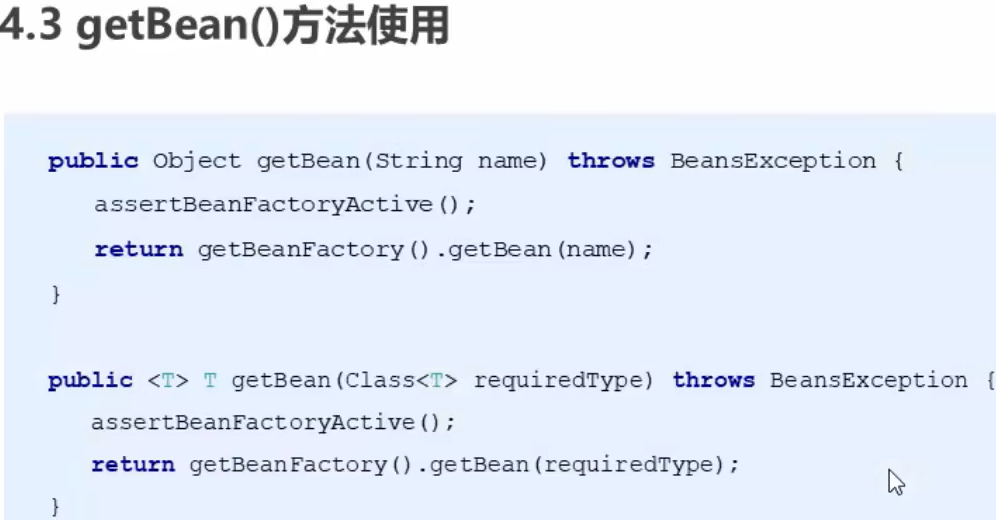 4.3 getBean()方法使用
public Object getBean(String name) throws BeansException {
assertBeanFactoryActive();
return getBeanFactory().getBean(name);
}
public <T> T getBean(Class<T> requiredType) throws BeansException {
assertBeanFactoryActive();
return getBeanFactory().getBean(requiredType);
}